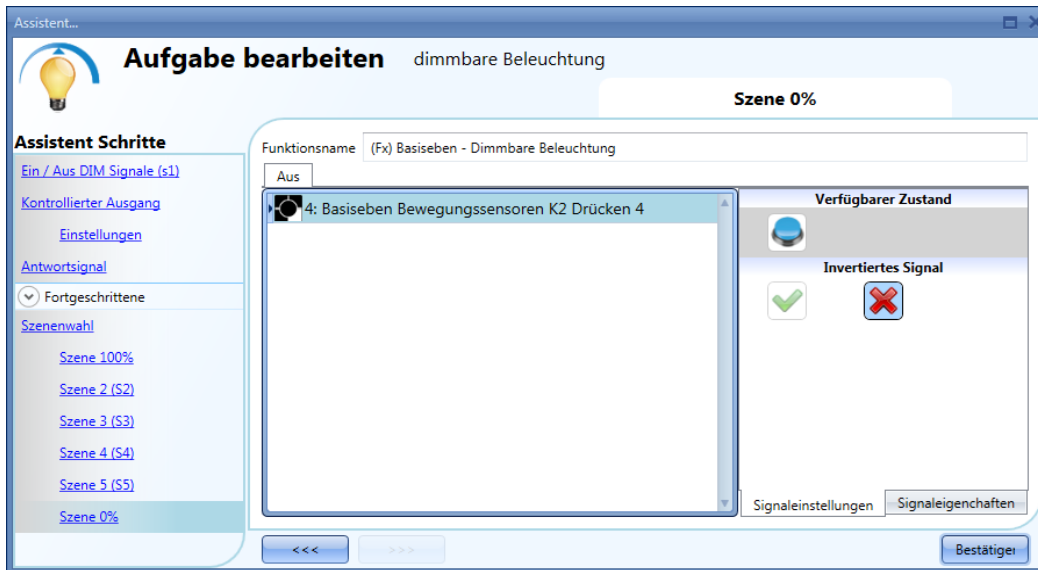 Assistent...
Aufgabe bearbeiten dimmbare Beleuchtung
Szene 0%
Assistent Schritte
Ein / Aus DIM Signale (s1)
Kontrollierter Ausgang
Einstellungen
Antwortsignal
Fortgeschrittene
Szenenwahl
Szene 100%
Szene 2 (S2)
Szene 3 (S3)
Szene 4 (S4)
Szene 5 (S5)
Szene 0%
Funktionsname (Fx) Basiseben - Dimmbare Beleuchtung
Aus
4: Basiseben Bewegungssensoren K2 Drücken 4
Verfügbarer Zustand
Invertiertes Signal
Signaleinstellungen Signaleigenchaften
<<< >>> Bestätiger